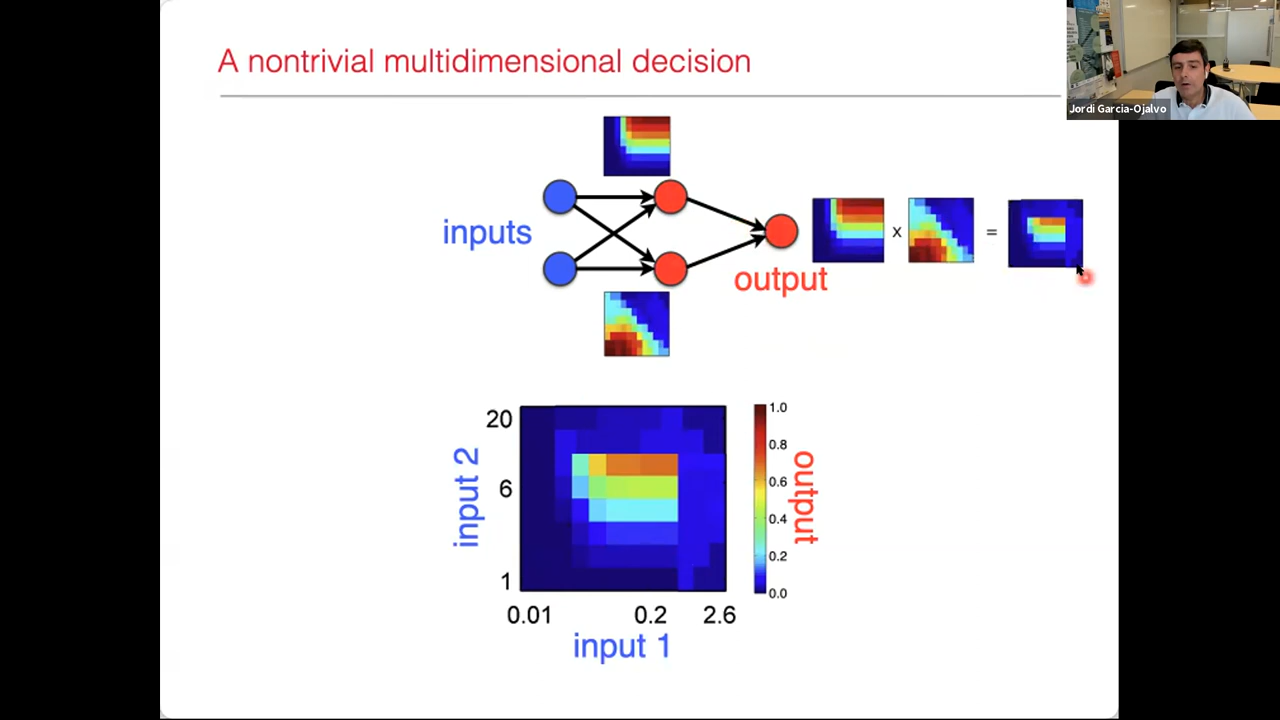 A nontrivial multidimensional decision
Jordi Garcia-Ojalvo
inputs
x
=
output
20
6
1
input 2
0.01
0.2
2.6
input 1
1.0
0.8
0.6
0.4
0.2
0.0
output